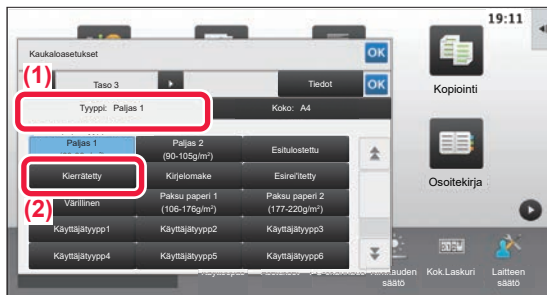 19:11
Kaukaloasetukset
OK
(1)
Taso 3
Tiedot
OK
Tyyppi: Paljas 1
Koko: A4
Kopiointi
Paljas 1
Paljas 2
(90-105g/m²)
Esitulostettu
Kierrätetty
Kirjelomake
Esirei'itetty
Osoitekirja
(2)
Värillinen
Paksu paperi 1
(106-176g/m²)
Paksu paperi 2
(177-220g/m²)
Käyttäjätyypp1
Käyttäjätyypp2
Käyttäjätyypp3
Käyttäjätyypp4
Käyttäjätyypp5
Käyttäjätyypp6
säätö
Kok.Laskuri
Laitteen
säätö